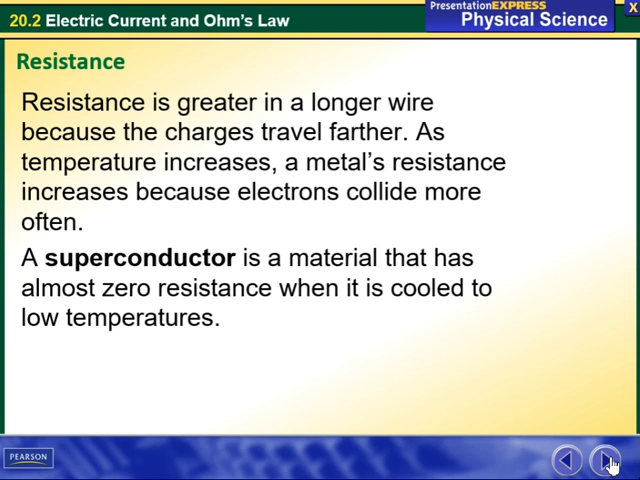 20.2 Electric Current and Ohm's Law
PresentationEXPRESS
Physical Science
X
Resistance
Resistance is greater in a longer wire
because the charges travel farther. As
temperature increases, a metal's resistance
increases because electrons collide more
often.
A superconductor is a material that has
almost zero resistance when it is cooled to
low temperatures.
PEARSON